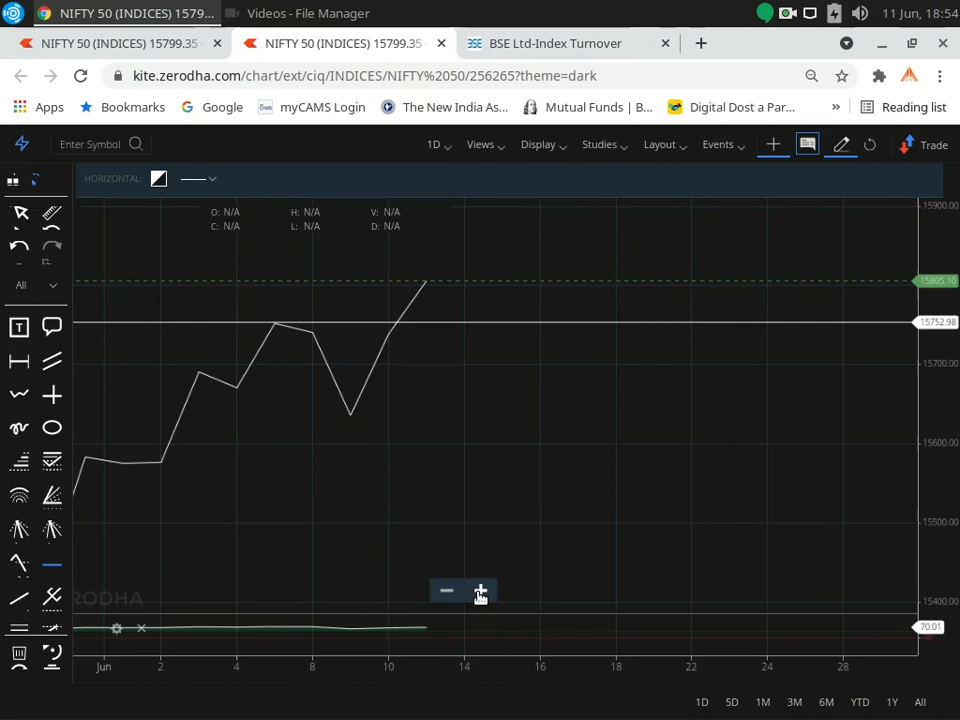 NIFTY 50 (INDICES) 1579...
Videos - File Manager
11 Jun, 18:54
NIFTY 50 (INDICES) 15799.35
NIFTY 50 (INDICES) 15799.35
BSE Ltd-Index Turnover
kite.zerodha.com/chart/ext/ciq/INDICES/NIFTY%2050/256265?theme=dark
Apps
Bookmarks
Google
myCAMS Login
The New India As...
Mutual Funds | B...
Digital Dost a Par...
»
Reading list
Enter Symbol
1D
Views
Display
Studies
Layout
Events
Trade
HORIZONTAL:
O: N/A H: N/A V: N/A
C: N/A L: N/A D: N/A
All
15900.00
15805.10
15752.98
15700.00
15600.00
15500.00
15400.00
RODHA
70.01
Jun 2 4 8 10 14 16 18 22 24 28
1D 5D 1M 3M 6M YTD 1Y All